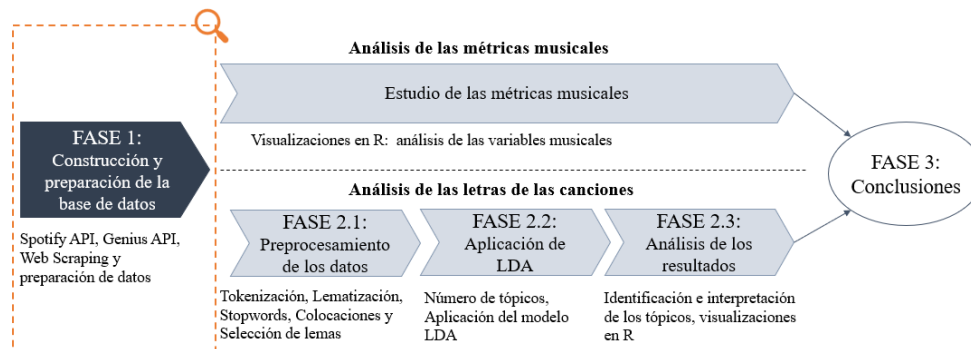 Análisis de las métricas musicales
Estudio de las métricas musicales
Visualizaciones en R: análisis de las variables musicales
FASE 1:
Construcción y
preparación de la
base de datos
Spotify API, Genius API,
Web Scraping y
preparación de datos
Análisis de las letras de las canciones
FASE 2.1:
Preprocesamiento
de los datos
Tokenización, Lematización,
Stopwords, Colocaciones y
Selección de lemas
FASE 2.2:
Aplicación de
LDA
Número de tópicos,
Aplicación del modelo
LDA
FASE 2.3:
Análisis de los
resultados
Identificación e interpretación
de los tópicos, visualizaciones
en R
FASE 3:
Conclusiones